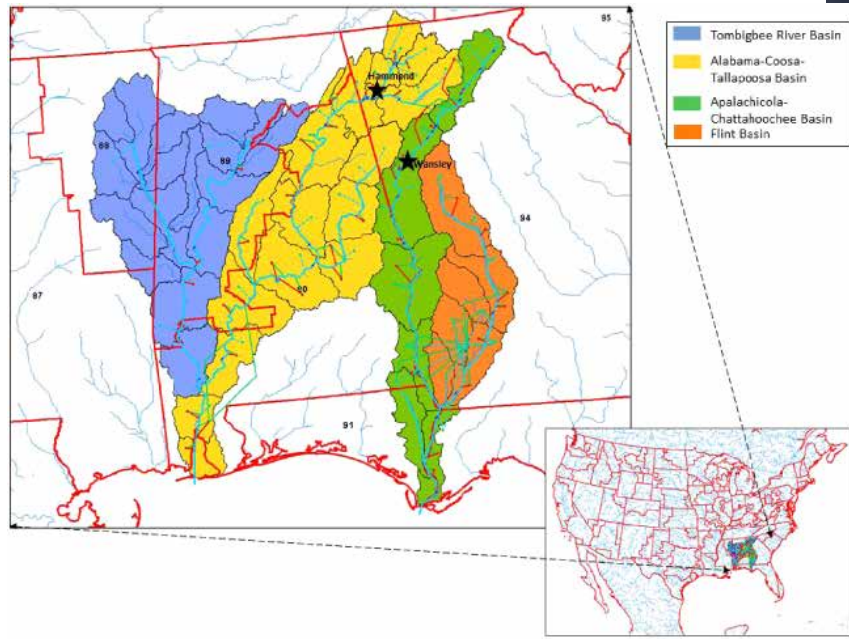 95
Tombigbee River Basin
Alabama-Coosa-
Tallapoosa Basin
Apalachicola-
Chattahoochee Basin
Flint Basin
Hammond
88
89
Wansley
94
90
87
91